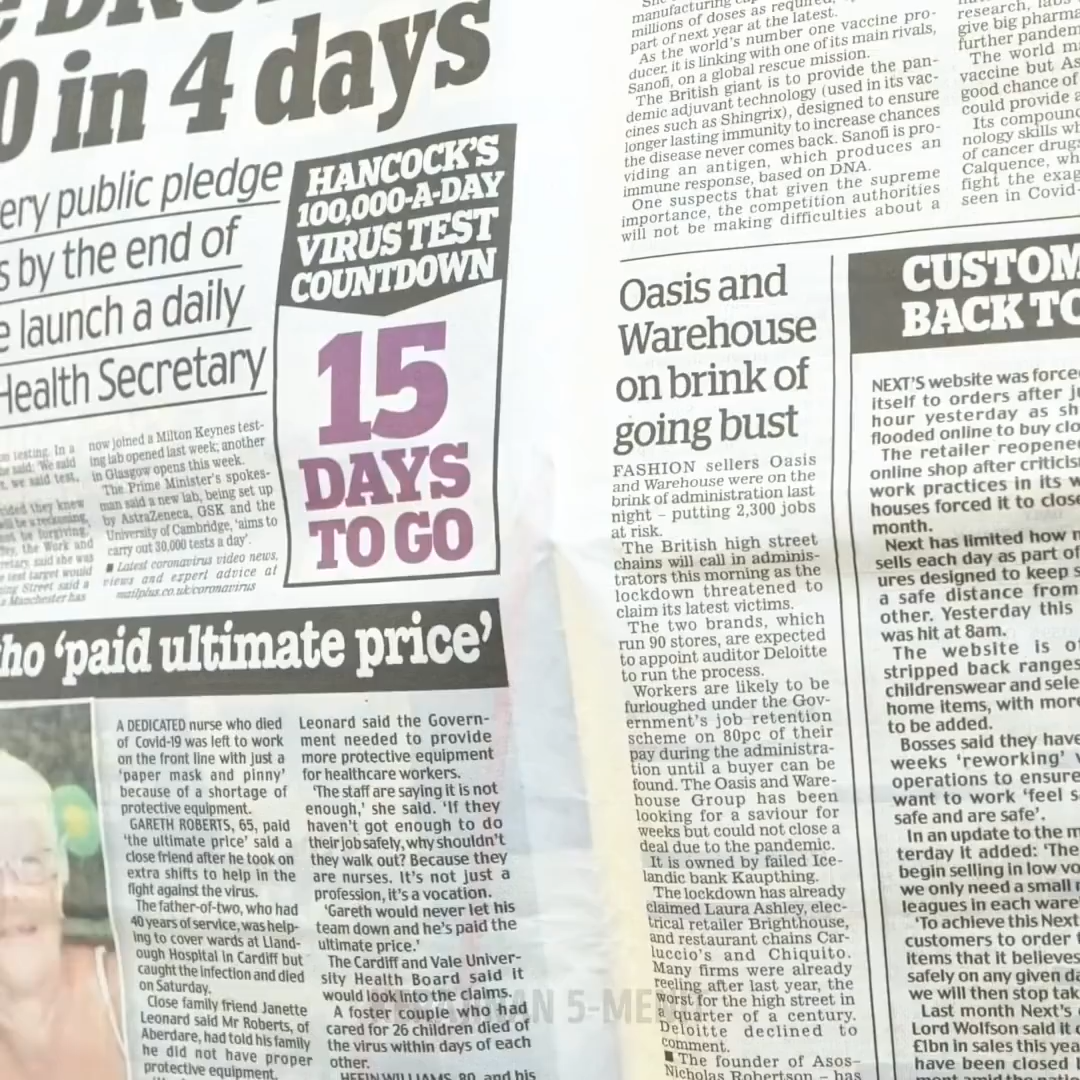 0 in 4 days
ery public pledge
s by the end of
e launch a daily
Health Secretary
HANCOCK'S
100,000-A-DAY
VIRUS TEST
COUNTDOWN
15
DAYS
TO GO
now joined a Milton Keynes test-
ing lab opened last week; another
in Glasgow opens this week.
The Prime Minister's spokes-
man said a new lab, being set up
by AstraZeneca, GSK and the
University of Cambridge, 'aims to
carry out 30,000 tests a day'.
■ Latest coronavirus video news,
views and expert advice at
mailplus.co.uk/coronavirus
ho 'paid ultimate price'
A DEDICATED nurse who died
of Covid-19 was left to work
on the front line with just a
'paper mask and pinny'
because of a shortage of
protective equipment.
GARETH ROBERTS, 65, paid
'the ultimate price' said a
close friend after he took on
extra shifts to help in the
fight against the virus.
The father-of-two, who had
40 years of service, was help-
ing to cover wards at Lland-
ough Hospital in Cardiff but
caught the infection and died
on Saturday.
Close family friend Janette
Leonard said Mr Roberts, of
Aberdare, had told his family
he did not have proper
protective equipment.
Leonard said the Govern-
ment needed to provide
more protective equipment
for healthcare workers.
'The staff are saying it is not
enough,' she said. 'If they
haven't got enough to do
their job safely, why shouldn't
they walk out? Because they
are nurses. It's not just a
profession, it's a vocation.
'Gareth would never let his
team down and he's paid the
ultimate price.'
The Cardiff and Vale Univer-
sity Health Board said it
would look into the claims.
A foster couple who had
cared for 26 children died of
the virus within days of each
other.
manufacturing
millions of doses as required,
part of next year at the latest.
As the world's number one vaccine pro-
ducer, it is linking with one of its main rivals,
Sanofi, on a global rescue mission.
The British giant is to provide the pan-
demic adjuvant technology (used in its vac-
cines such as Shingrix), designed to ensure
longer lasting immunity to increase chances
the disease never comes back. Sanofi is pro-
viding an antigen, which produces an
immune response, based on DNA.
One suspects that given the supreme
importance, the competition authorities
will not be making difficulties about a
research,
give big pharma
further pandem
The world m
vaccine but As
good chance of
could provide a
Its compoun
nology skills wh
of cancer drugs
Calquence, wh
fight the exag
seen in Covid-
Oasis and
Warehouse
on brink of
going bust
FASHION sellers Oasis
and Warehouse were on the
brink of administration last
night – putting 2,300 jobs
at risk.
The British high street
chains will call in adminis-
trators this morning as the
lockdown threatened to
claim its latest victims.
The two brands, which
run 90 stores, are expected
to appoint auditor Deloitte
to run the process.
Workers are likely to be
furloughed under the Gov-
ernment's job retention
scheme on 80pc of their
pay during the administra-
tion until a buyer can be
found. The Oasis and Ware-
house Group has been
looking for a saviour for
weeks but could not close a
deal due to the pandemic.
It is owned by failed Ice-
landic bank Kaupthing.
The lockdown has already
claimed Laura Ashley, elec-
trical retailer Brighthouse,
and restaurant chains Car-
luccio's and Chiquito.
Many firms were already
reeling after last year, the
worst for the high street in
a quarter of a century.
Deloitte declined to
comment.
■ The founder of Asos-
Nicholas Robertson – has
CUSTOM
BACK TO
NEXT'S website was forced
itself to orders after ju
hour yesterday as sh
flooded online to buy clo
The retailer reopene
online shop after criticis
work practices in its w
houses forced it to close
month.
Next has limited how m
sells each day as part of
ures designed to keep s
a safe distance from
other. Yesterday this
was hit at 8am.
The website is of
stripped back ranges
childrenswear and sele
home items, with more
to be added.
Bosses said they have
weeks 'reworking'
operations to ensure
want to work 'feel s
safe and are safe'.
In an update to the m
terday it added: 'The
begin selling in low vo
we only need a small n
leagues in each ware
'To achieve this Next
customers to order
items that it believes
safely on any given da
we will then stop tak
Last month Next's
Lord Wolfson said it c
£1bn in sales this yea
have been closed